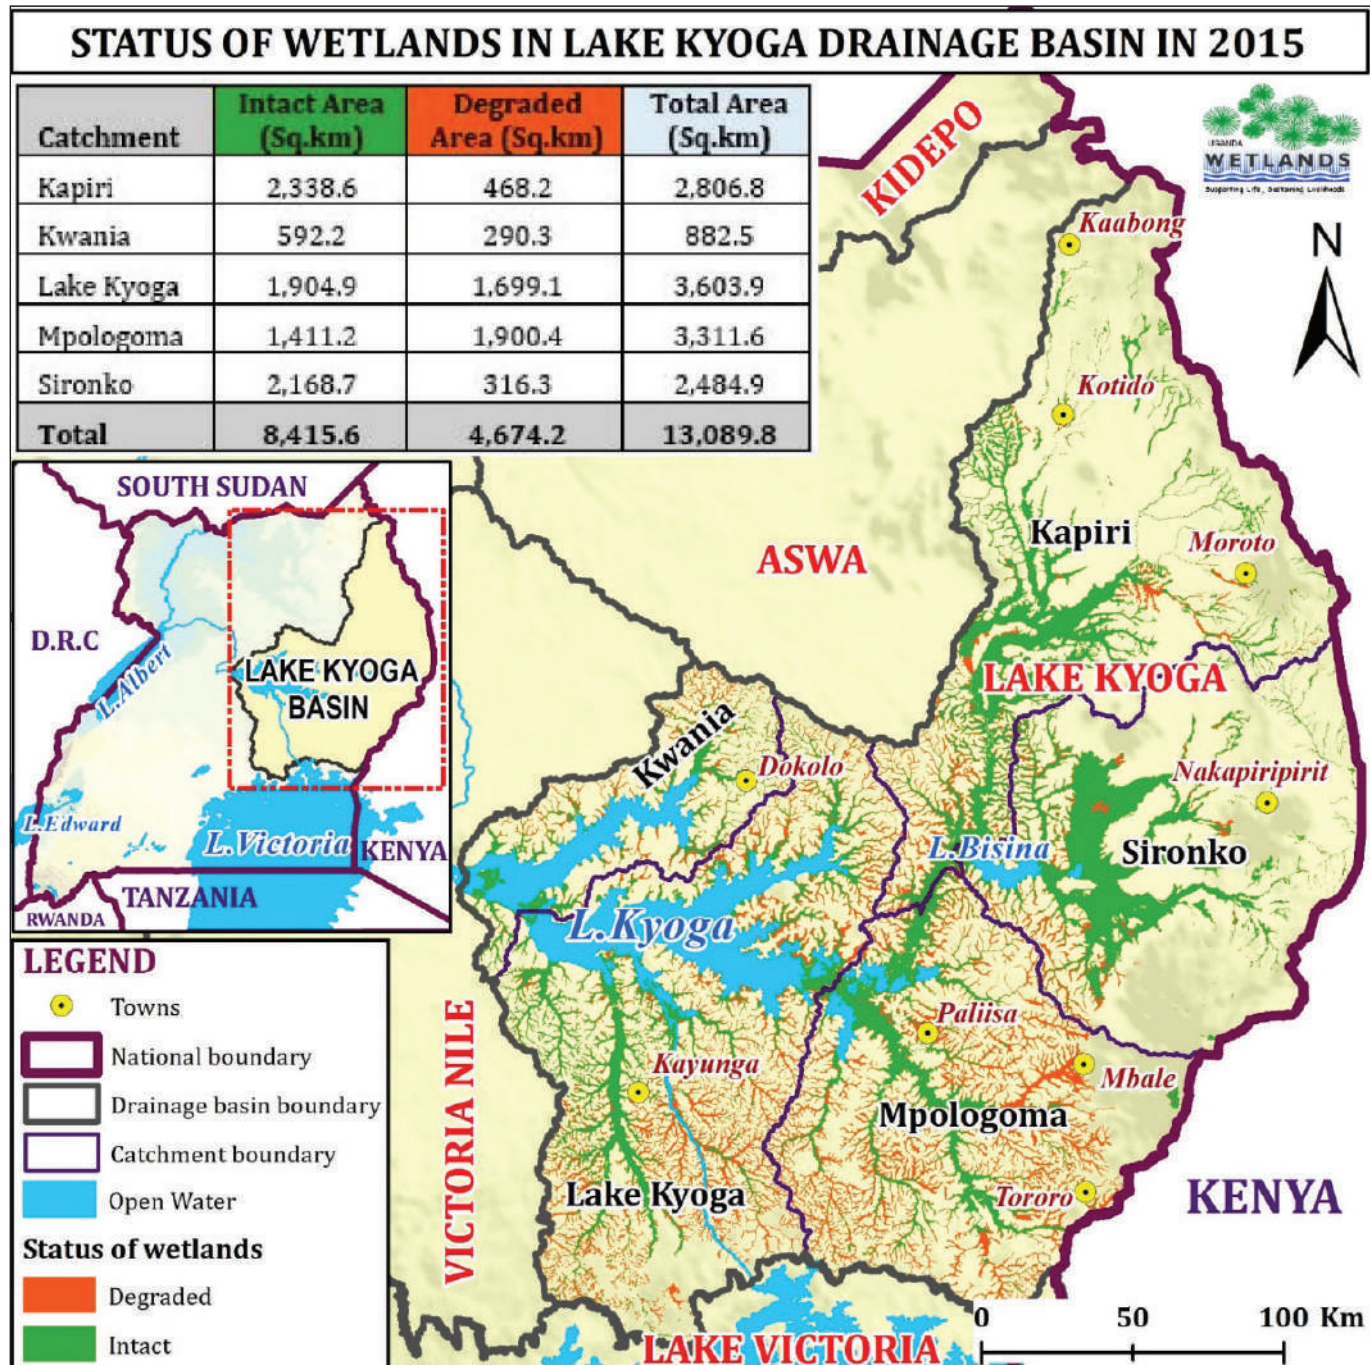 STATUS OF WETLANDS IN LAKE KYOGA DRAINAGE BASIN IN 2015
Catchment Intact Area (Sq.km) Degraded Area (Sq.km) Total Area (Sq.km)
Kapiri 2,338.6 468.2 2,806.8
Kwania 592.2 290.3 882.5
Lake Kyoga 1,904.9 1,699.1 3,603.9
Mpologoma 1,411.2 1,900.4 3,311.6
Sironko 2,168.7 316.3 2,484.9
Total 8,415.6 4,674.2 13,089.8
UGANDA
WETLANDS
Supporting Life, Sustaining Livelihoods
N
KIDEPO
Kaabong
Kotido
Kapiri
Moroto
ASWA
LAKE KYOGA
Kwania
Dokolo
Nakapiripirit
L.Bisina
Sironko
L.Kyoga
Paliisa
Kayunga
Mbale
Mpologoma
Lake Kyoga
Tororo
KENYA
VICTORIA NILE
LAKE VICTORIA
0 50 100 Km
SOUTH SUDAN
D.R.C
L.Albert
LAKE KYOGA
BASIN
L.Edward
L.Victoria
KENYA
TANZANIA
RWANDA
LEGEND
Towns
National boundary
Drainage basin boundary
Catchment boundary
Open Water
Status of wetlands
Degraded
Intact